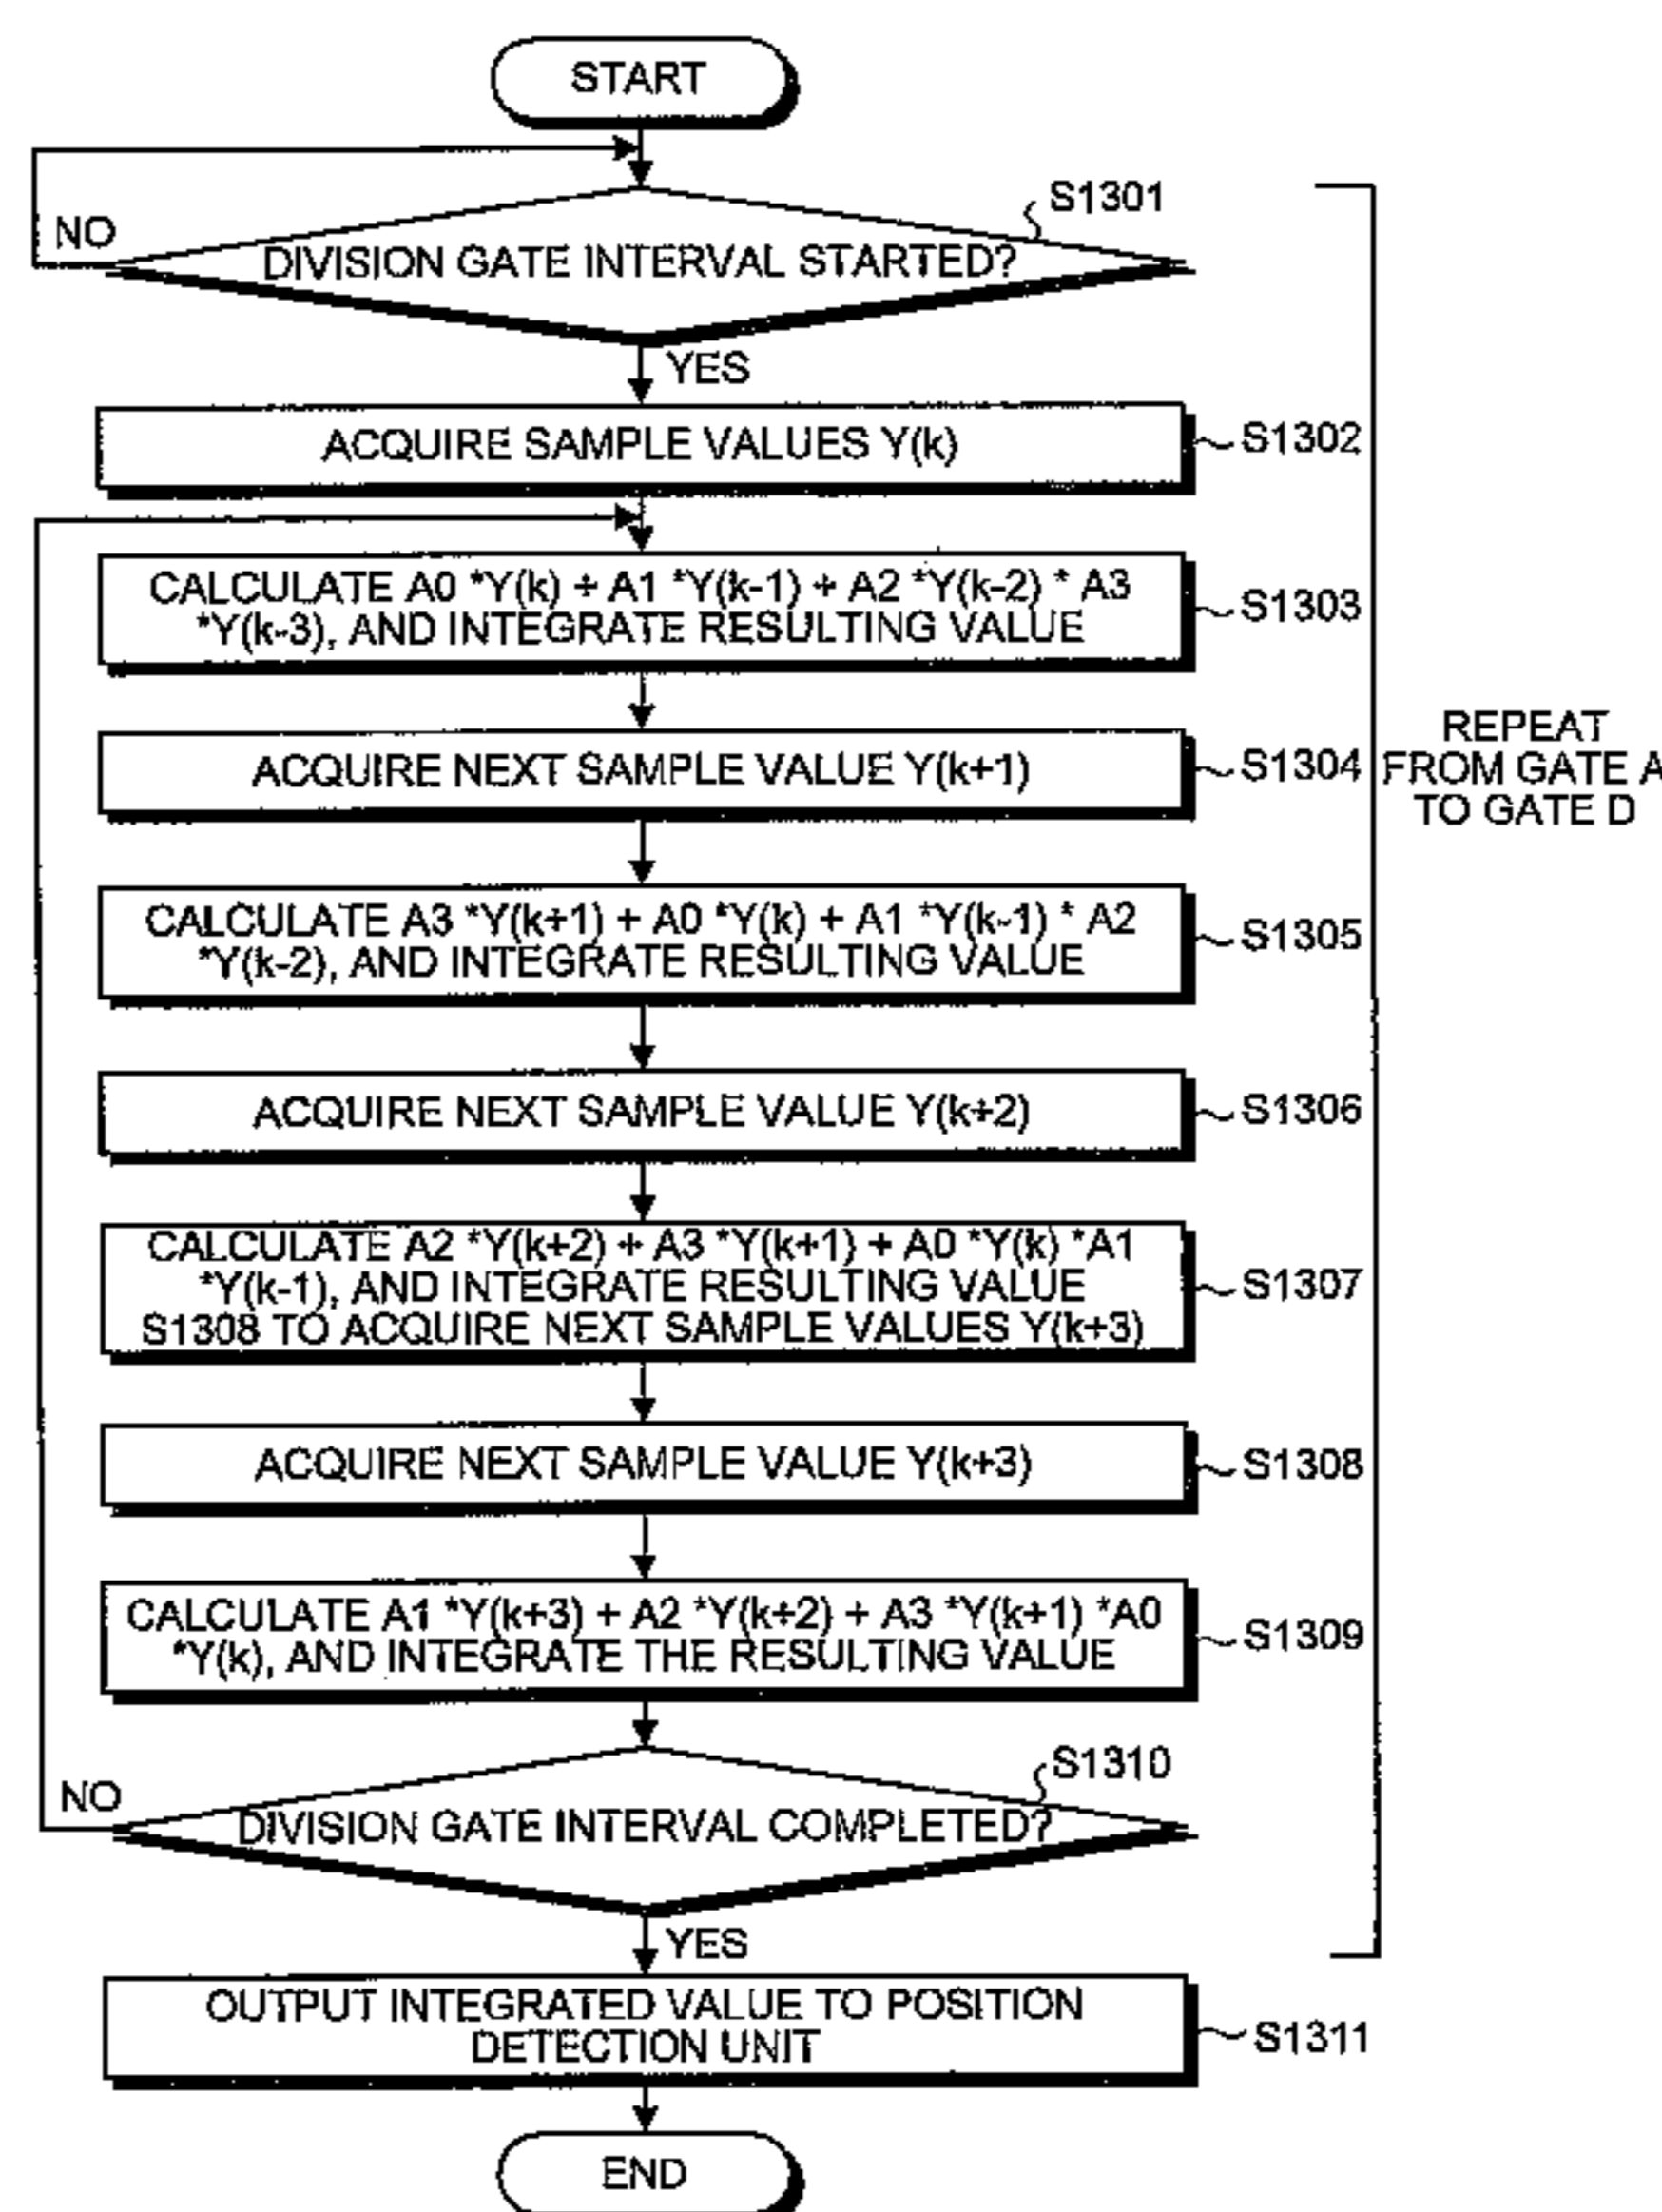 START
NO
S1301
DIVISION GATE INTERVAL STARTED?
YES
ACQUIRE SAMPLE VALUES Y(k)
S1302
CALCULATE A0 *Y(k) + A1 *Y(k-1) + A2 *Y(k-2) * A3
*Y(k-3), AND INTEGRATE RESULTING VALUE
S1303
ACQUIRE NEXT SAMPLE VALUE Y(k+1)
S1304
REPEAT
FROM GATE A
TO GATE D
CALCULATE A3 *Y(k+1) + A0 *Y(k) + A1 *Y(k-1) * A2
*Y(k-2), AND INTEGRATE RESULTING VALUE
S1305
ACQUIRE NEXT SAMPLE VALUE Y(k+2)
S1306
CALCULATE A2 *Y(k+2) + A3 *Y(k+1) + A0 *Y(k) *A1
*Y(k-1), AND INTEGRATE RESULTING VALUE
S1308 TO ACQUIRE NEXT SAMPLE VALUES Y(k+3)
S1307
ACQUIRE NEXT SAMPLE VALUE Y(k+3)
S1308
CALCULATE A1 *Y(k+3) + A2 *Y(k+2) + A3 *Y(k+1) *A0
*Y(k), AND INTEGRATE THE RESULTING VALUE
S1309
S1310
NO
DIVISION GATE INTERVAL COMPLETED?
YES
OUTPUT INTEGRATED VALUE TO POSITION
DETECTION UNIT
S1311
END